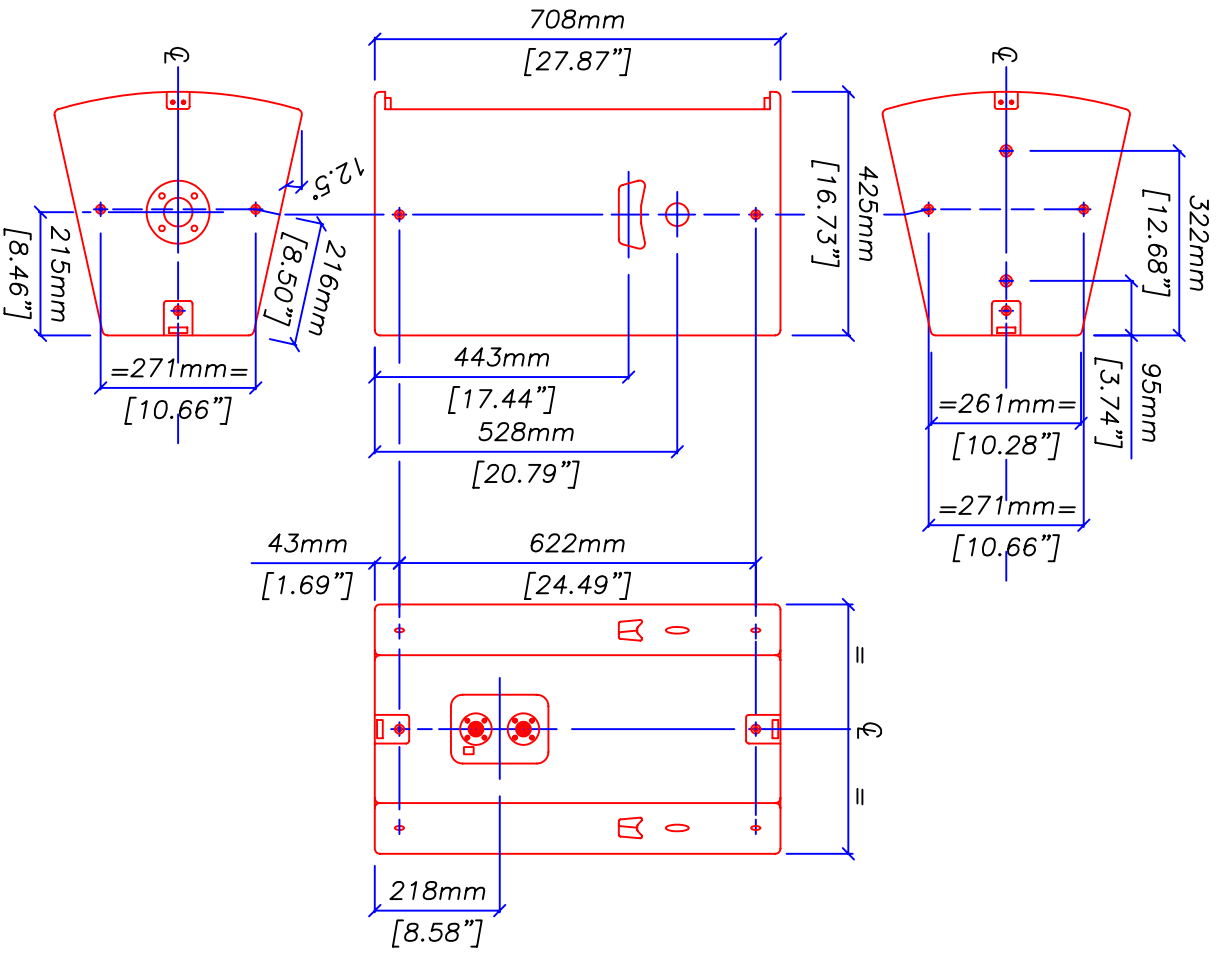 708mm
[27.87"]
℄
℄
12.5°
425mm
[16.73"]
322mm
[12.68"]
215mm
[8.46"]
216mm
[8.50"]
=271mm=
[10.66"]
443mm
[17.44"]
528mm
[20.79"]
95mm
[3.74"]
=261mm=
[10.28"]
=271mm=
[10.66"]
43mm
[1.69"]
622mm
[24.49"]
=
℄
=
218mm
[8.58"]